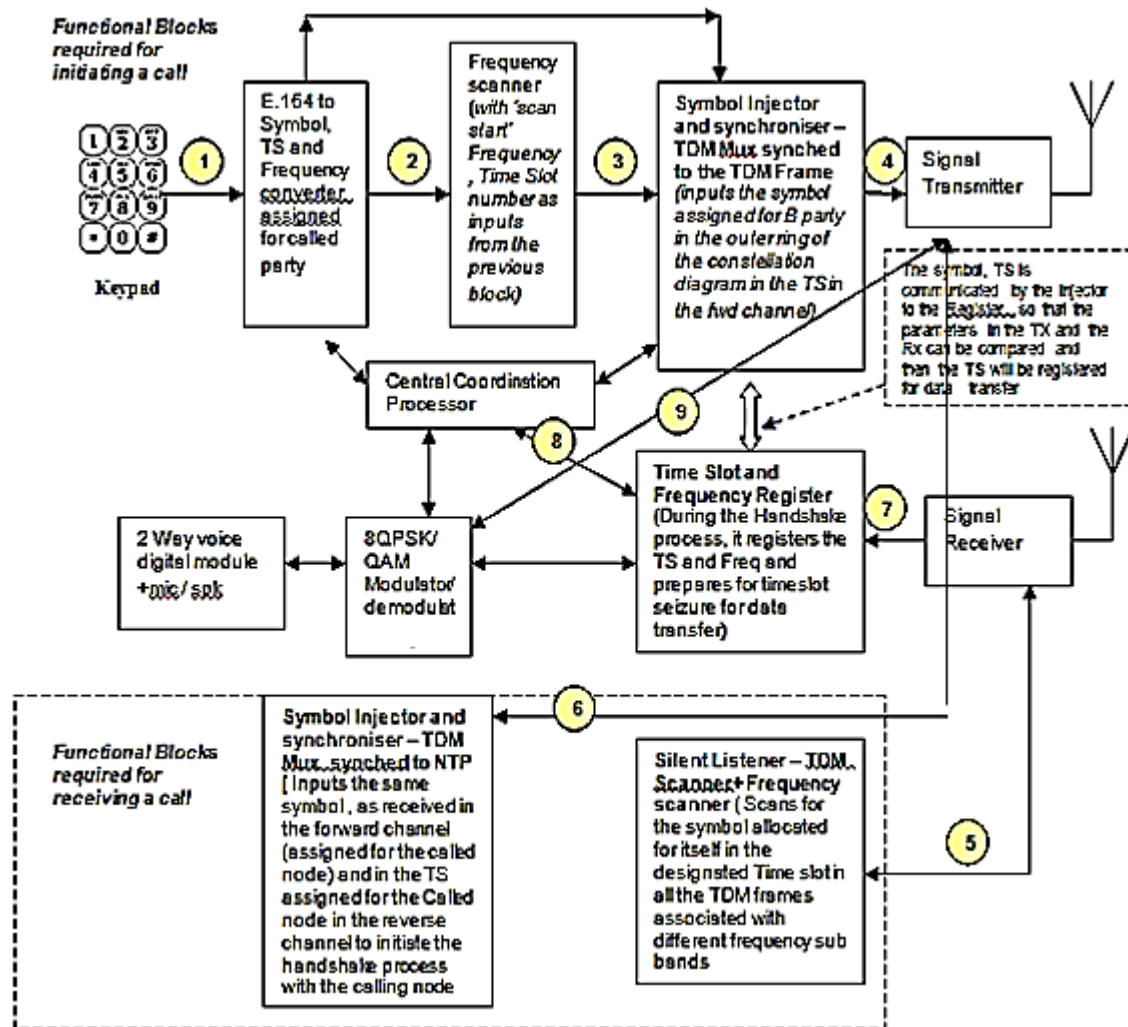 Functional Blocks
required for
initiating a call
1 2 3
4 5 6
7 8 9
* 0 #
Keypad
1
E.164 to
Symbol,
TS and
Frequency
converter
assigned
for called
party
2
Frequency
scanner
(with 'scan
start'
Frequency
, Time Slot
number as
inputs
from the
previous
block)
3
Symbol Injector
and synchroniser –
TDM Mux synched
to the TDM Frame
(inputs the symbol
assigned for B party
in the outer ring of
the constellation
diagram in the TS in
the fwd channel)
4
Signal
Transmitter
The symbol, TS is
communicated by the Injector
to the Register, so that the
parameters in the TX and the
Rx can be compared and
then the TS will be registered
for data transfer
Central Coordination
Processor
8
9
2 Way voice
digital module
+mic/ spk
8QPSK/
QAM
Modulator/
demodulat
Time Slot and
Frequency Register
(During the Handshake
process, it registers the
TS and Freq and
prepares for timeslot
seizure for data
transfer)
7
Signal
Receiver
Functional Blocks
required for
receiving a call
Symbol Injector and
synchroniser – TDM
Mux synched to NTP
[ Inputs the same
symbol, as received in
the forward channel
(assigned for the called
node) and in the TS
assigned for the Called
node in the reverse
channel to initiate the
handshake process
with the calling node
6
Silent Listener – TDM
Scanner+ Frequency
scanner ( Scans for
the symbol allocated
for itself in the
designated Time slot in
all the TDM frames
associated with
different frequency sub
bands
5